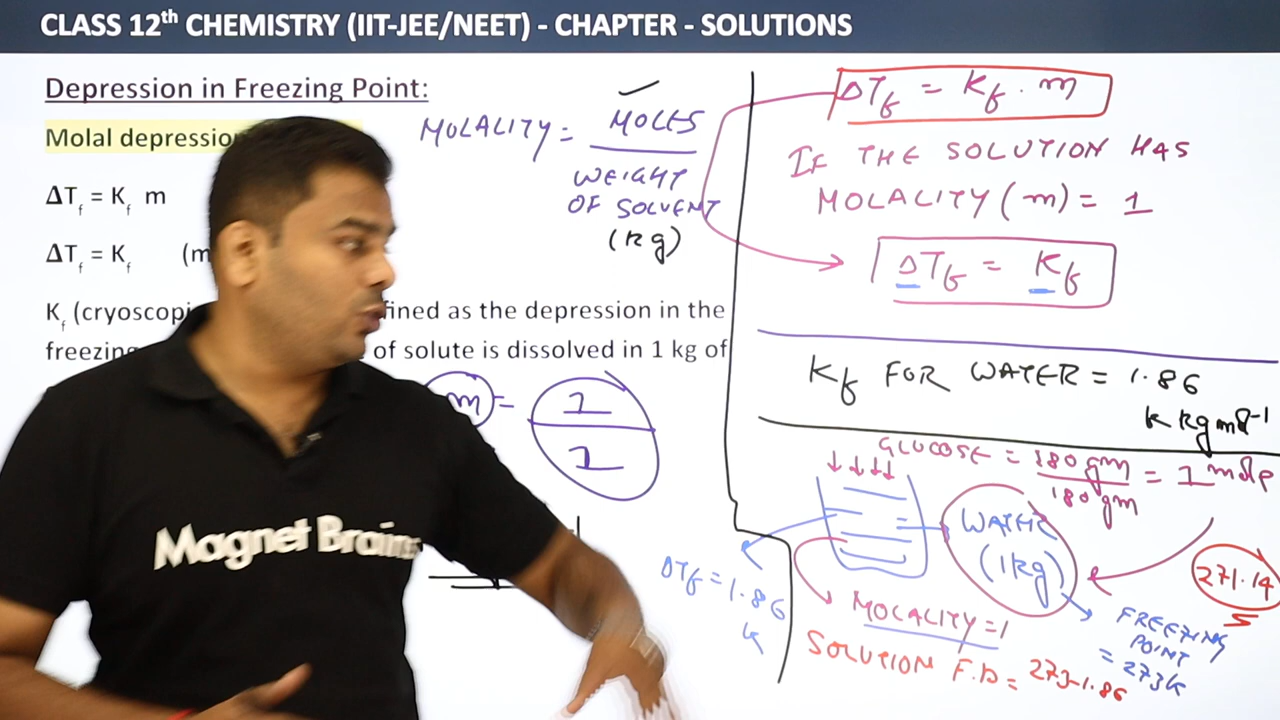 CLASS 12th CHEMISTRY (IIT-JEE/NEET) - CHAPTER - SOLUTIONS
Depression in Freezing Point:
Molal depression
ΔTf = Kf m
ΔTf = Kf (m
Kf (cryoscopi fined as the depression in the
freezing of solute is dissolved in 1 kg of
MOLALITY = MOLES
WEIGHT
OF SOLVENT
(kg)
m = 1
1
ΔTf = Kf . m
IF THE SOLUTION HAS
MOLALITY (m) = 1
ΔTf = Kf
Kf FOR WATER = 1.86
K kg mol-1
GLUCOSE = 180 gm = 1 mole
180 gm
WATER
(1kg)
ΔTf = 1.86
K
MOLALITY = 1
FREEZING
POINT
= 273K
SOLUTION F.P = 273-1.86
271.14
Magnet Brains